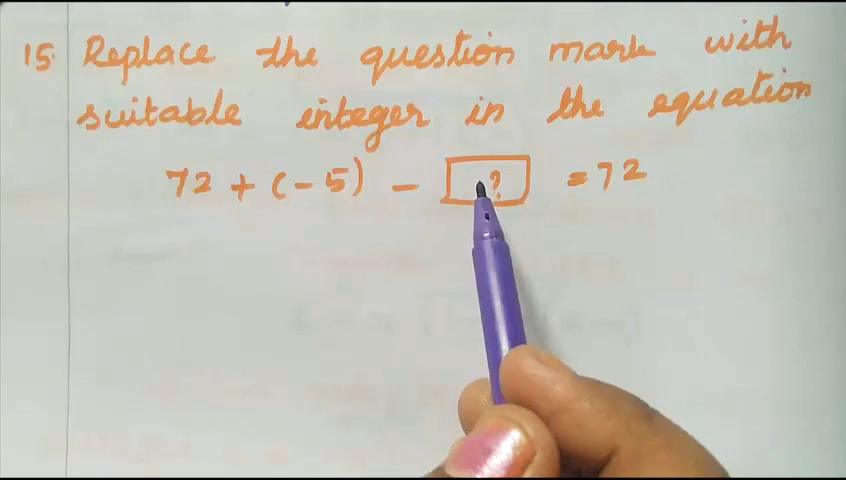 15. Replace the question mark with
suitable integer in the equation
72 + (-5) - ? = 72